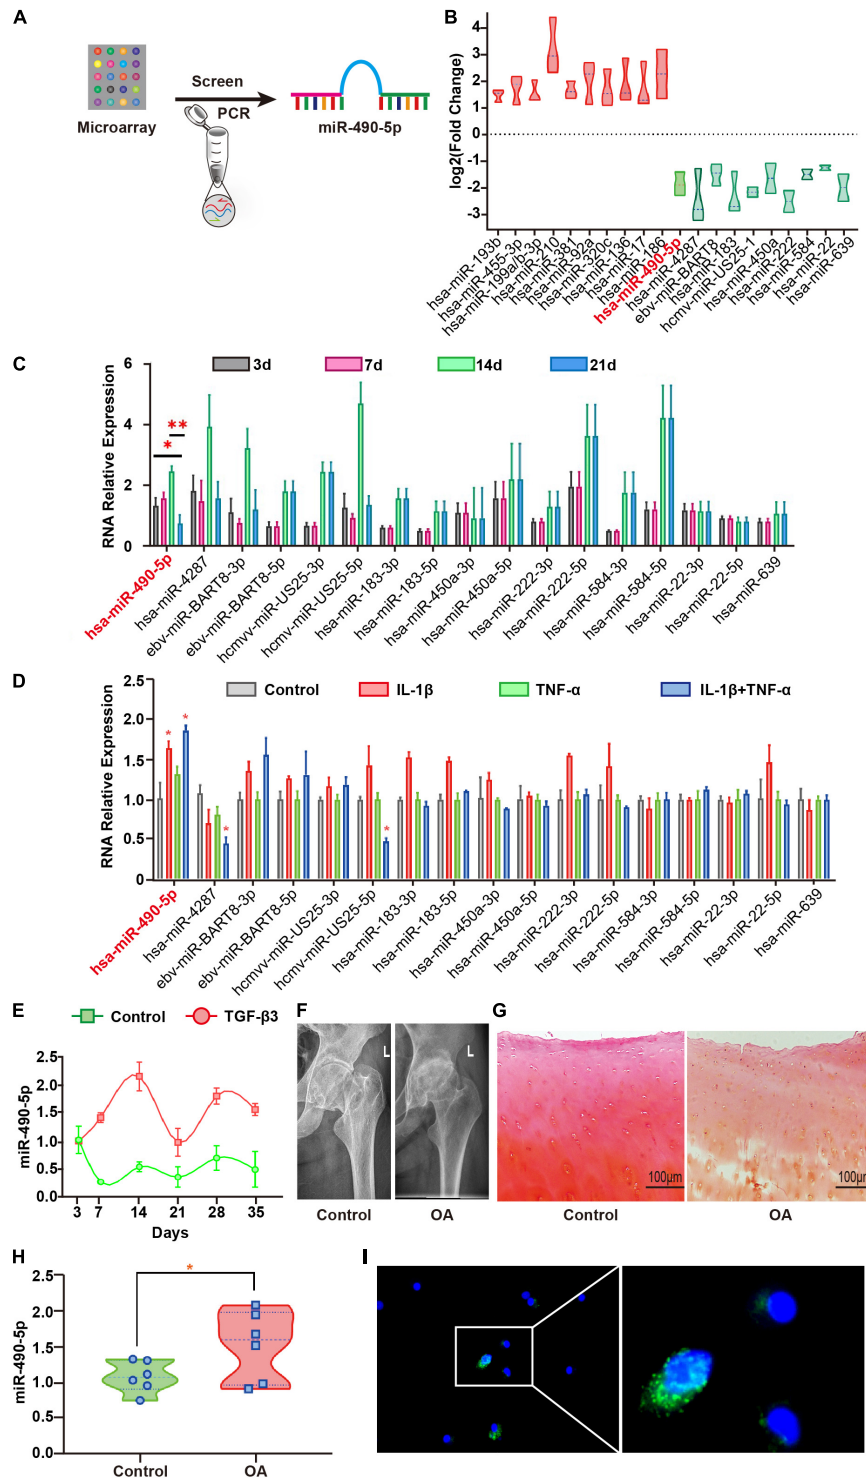 A
Microarray
Screen
PCR
miR-490-5p
B
log2(Fold Change)
4
3
2
1
0
-1
-2
-3
hsa-miR-193b
hsa-miR-455-3p
hsa-miR-199a/b-3p
hsa-miR-210
hsa-miR-381
hsa-miR-92a
hsa-miR-320c
hsa-miR-136
hsa-miR-17
hsa-miR-186
hsa-miR-490-5p
hsa-miR-4287
ebv-miR-BART8
hsa-miR-183
hcmv-miR-US25-1
hsa-miR-450a
hsa-miR-222
hsa-miR-584
hsa-miR-22
hsa-miR-639
C
RNA Relative Expression
6
4
2
0
3d
7d
14d
21d
*
**
hsa-miR-490-5p
hsa-miR-4287
ebv-miR-BART8-3p
ebv-miR-BART8-5p
hcmvv-miR-US25-3p
hcmv-miR-US25-5p
hsa-miR-183-3p
hsa-miR-183-5p
hsa-miR-450a-3p
hsa-miR-450a-5p
hsa-miR-222-3p
hsa-miR-222-5p
hsa-miR-584-3p
hsa-miR-584-5p
hsa-miR-22-3p
hsa-miR-22-5p
hsa-miR-639
D
RNA Relative Expression
2.5
2.0
1.5
1.0
0.5
0
Control
IL-1β
TNF-α
IL-1β+TNF-α
*
*
*
*
hsa-miR-490-5p
hsa-miR-4287
ebv-miR-BART8-3p
ebv-miR-BART8-5p
hcmvv-miR-US25-3p
hcmv-miR-US25-5p
hsa-miR-183-3p
hsa-miR-183-5p
hsa-miR-450a-3p
hsa-miR-450a-5p
hsa-miR-222-3p
hsa-miR-222-5p
hsa-miR-584-3p
hsa-miR-584-5p
hsa-miR-22-3p
hsa-miR-22-5p
hsa-miR-639
E
Control
TGF-β3
miR-490-5p
2.5
2.0
1.5
1.0
0.5
0.0
3
7
14
21
28
35
Days
F
L
L
Control
OA
G
100μm
100μm
Control
OA
H
miR-490-5p
2.5
2.0
1.5
1.0
0.5
0.0
*
Control
OA
I